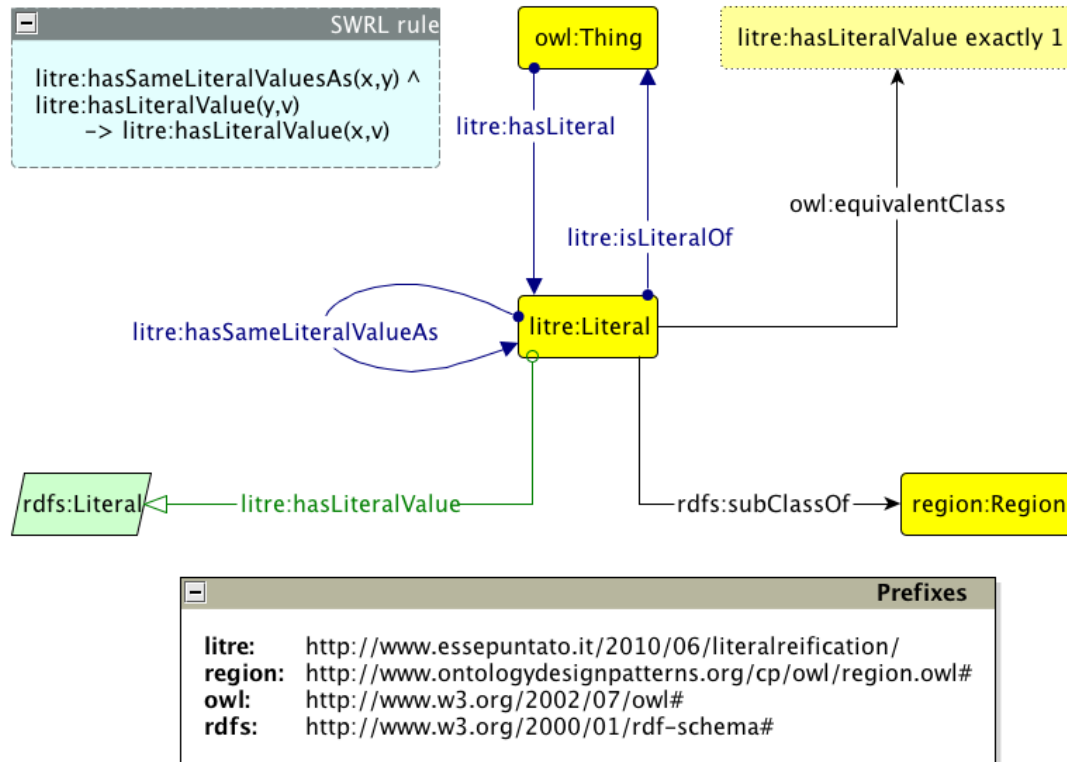 SWRL rule
litre:hasSameLiteralValuesAs(x,y) ^
litre:hasLiteralValue(y,v)
-> litre:hasLiteralValue(x,v)
owl:Thing
litre:hasLiteralValue exactly 1
litre:hasLiteral
owl:equivalentClass
litre:isLiteralOf
litre:hasSameLiteralValueAs
litre:Literal
rdfs:Literal
litre:hasLiteralValue
rdfs:subClassOf
region:Region
Prefixes
litre: http://www.essepuntato.it/2010/06/literalreification/
region: http://www.ontologydesignpatterns.org/cp/owl/region.owl#
owl: http://www.w3.org/2002/07/owl#
rdfs: http://www.w3.org/2000/01/rdf-schema#